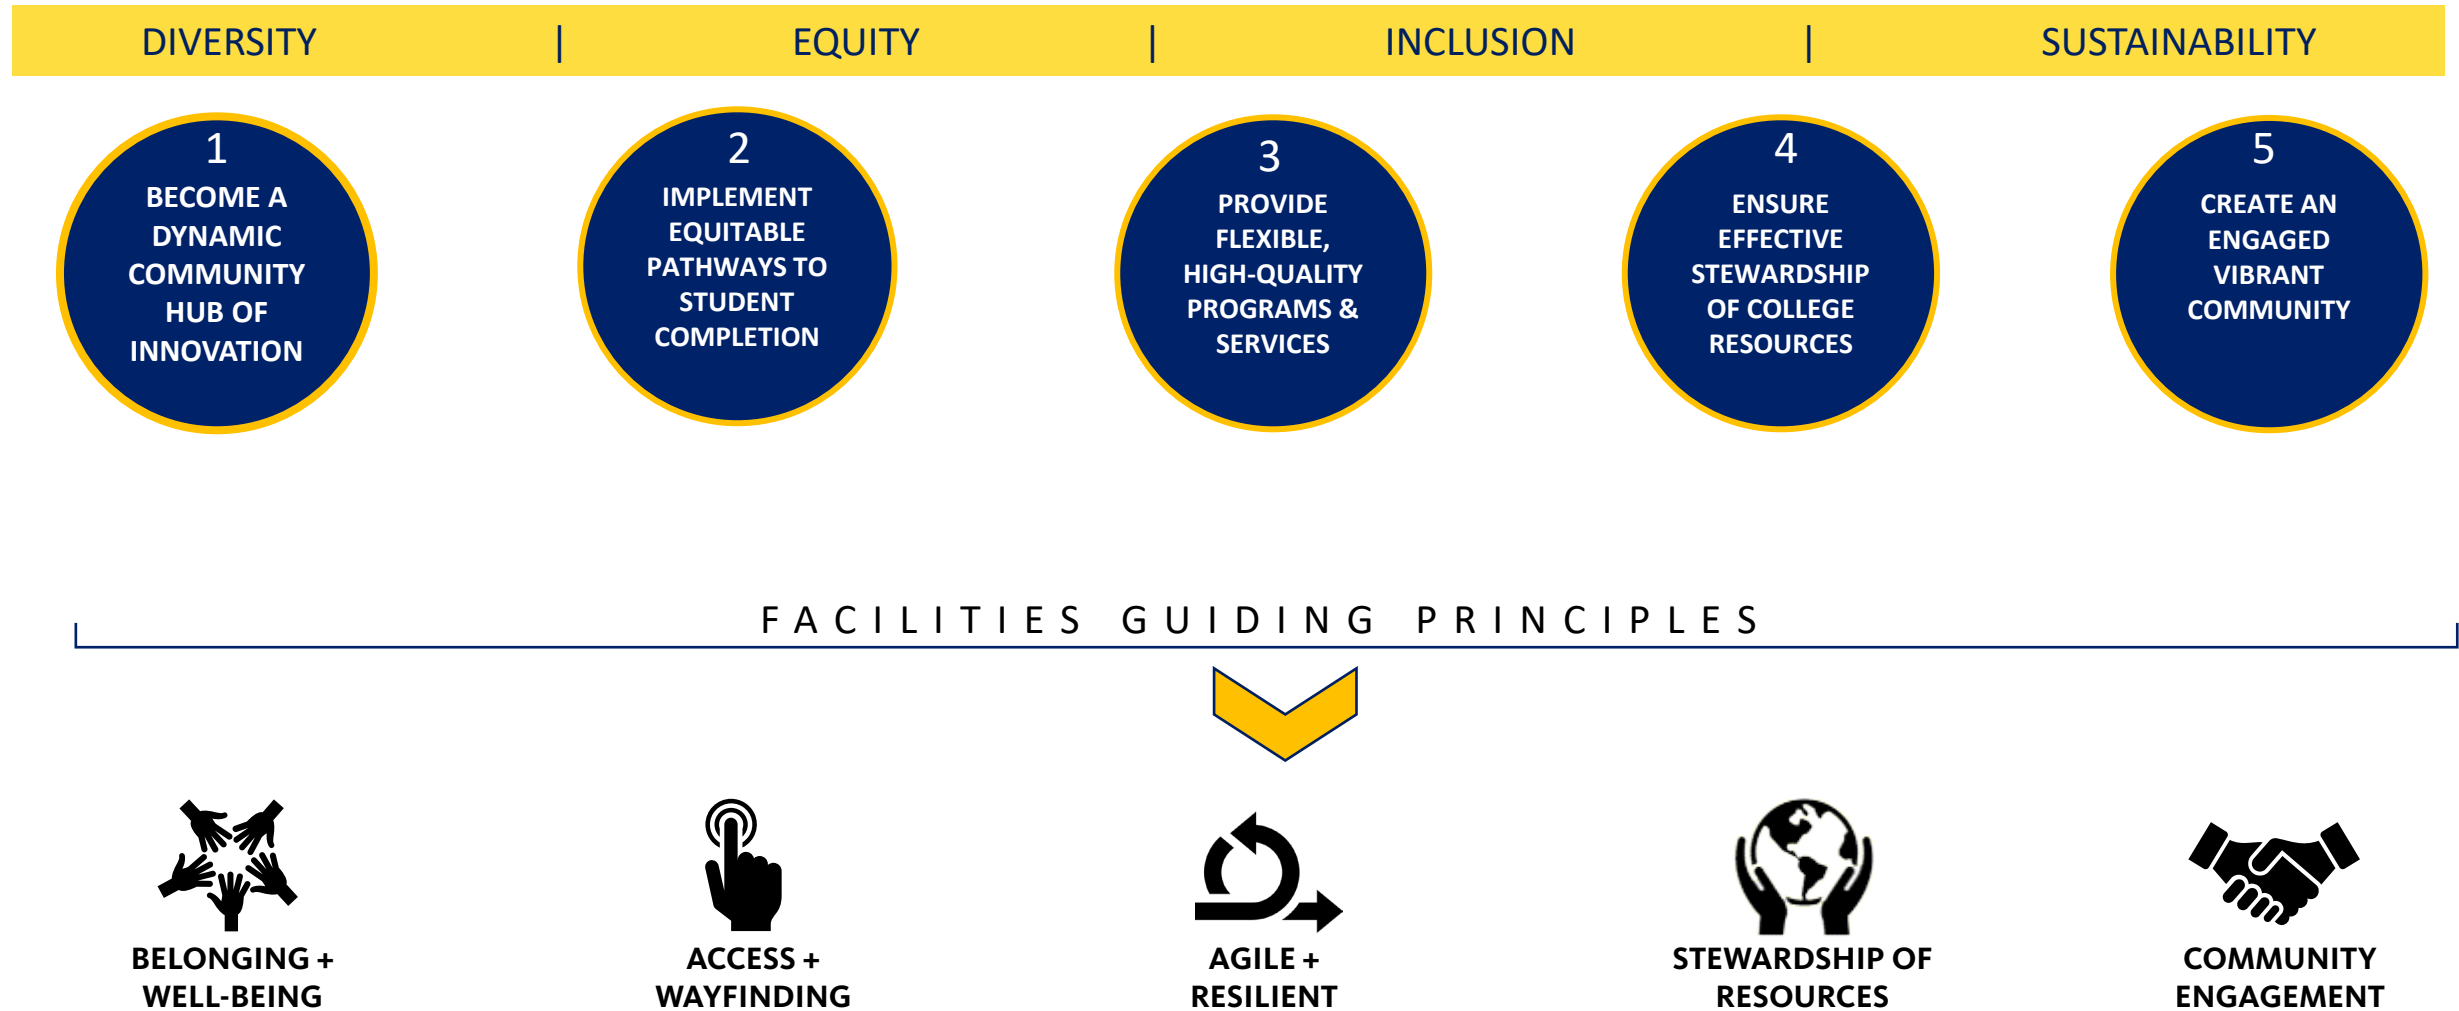 DIVERSITY | EQUITY | INCLUSION | SUSTAINABILITY
1
BECOME A
DYNAMIC
COMMUNITY
HUB OF
INNOVATION
2
IMPLEMENT
EQUITABLE
PATHWAYS TO
STUDENT
COMPLETION
3
PROVIDE
FLEXIBLE,
HIGH-QUALITY
PROGRAMS &
SERVICES
4
ENSURE
EFFECTIVE
STEWARDSHIP
OF COLLEGE
RESOURCES
5
CREATE AN
ENGAGED
VIBRANT
COMMUNITY
FACILITIES GUIDING PRINCIPLES
BELONGING +
WELL-BEING
ACCESS +
WAYFINDING
AGILE +
RESILIENT
STEWARDSHIP OF
RESOURCES
COMMUNITY
ENGAGEMENT